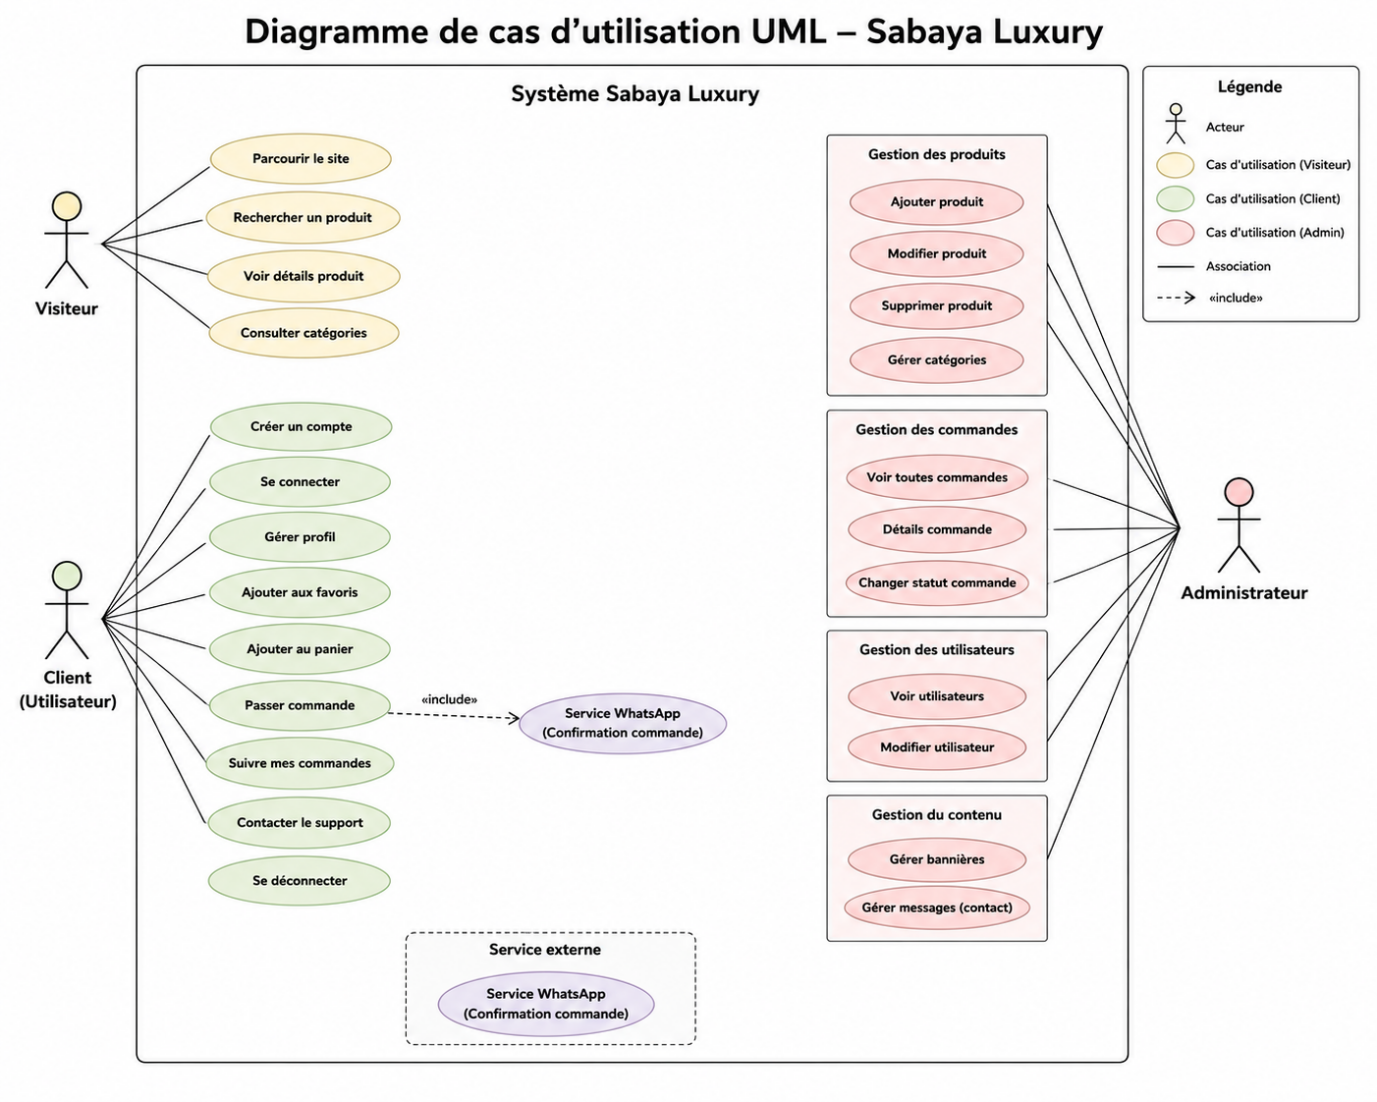 Diagramme de cas d’utilisation UML – Sabaya Luxury
Système Sabaya Luxury
Parcourir le site
Rechercher un produit
Voir détails produit
Consulter catégories
Visiteur
Créer un compte
Se connecter
Gérer profil
Ajouter aux favoris
Ajouter au panier
Passer commande
Suivre mes commandes
Contacter le support
Se déconnecter
Client
(Utilisateur)
«include»
Service WhatsApp
(Confirmation commande)
Service externe
Service WhatsApp
(Confirmation commande)
Gestion des produits
Ajouter produit
Modifier produit
Supprimer produit
Gérer catégories
Gestion des commandes
Voir toutes commandes
Détails commande
Changer statut commande
Gestion des utilisateurs
Voir utilisateurs
Modifier utilisateur
Gestion du contenu
Gérer bannières
Gérer messages (contact)
Administrateur
Légende
Acteur
Cas d’utilisation (Visiteur)
Cas d’utilisation (Client)
Cas d’utilisation (Admin)
Association
«include»